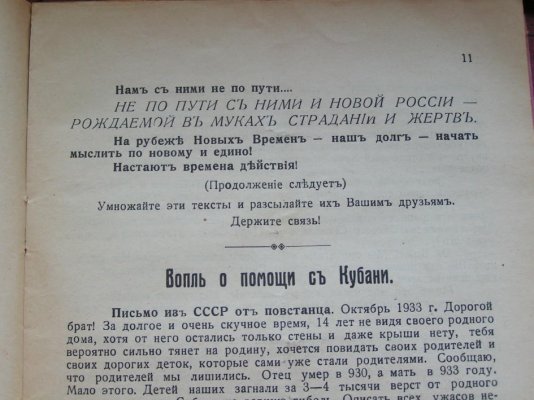 11
Намъ съ ними не по пути....
НЕ ПО ПУТИ СЪ НИМИ И НОВОЙ РОССІИ —
РОЖДАЕМОЙ ВЪ МУКАХЪ СТРАДАНІи И ЖЕРТВЪ.
На рубежѣ Новыхъ Временъ — нашъ долгъ — начать
мыслить по новому и едино!
Настаютъ времена дѣйствія!
(Продолженіе слѣдуетъ)
Умножайте эти тексты и разсылайте ихъ Вашимъ друзьямъ.
Держите связь!
Вопль о помощи съ Кубани.
Письмо изъ СССР отъ повстанца. Октябрь 1933 г. Дорогой
брат! За долгое и очень скучное время, 14 лет не видя своего родного
дома, хотя от него остались только стены и даже крыши нету, тебя
вероятно сильно тянет на родину, хочется повидать своих родителей и
своих дорогих деток, которые сами уже стали родителями. Сообщаю,
что родителей мы лишились. Отец умер в 930, а мать в 933 году.
Мало этого. Детей наших загнали за 3—4 тысячи верст от родного